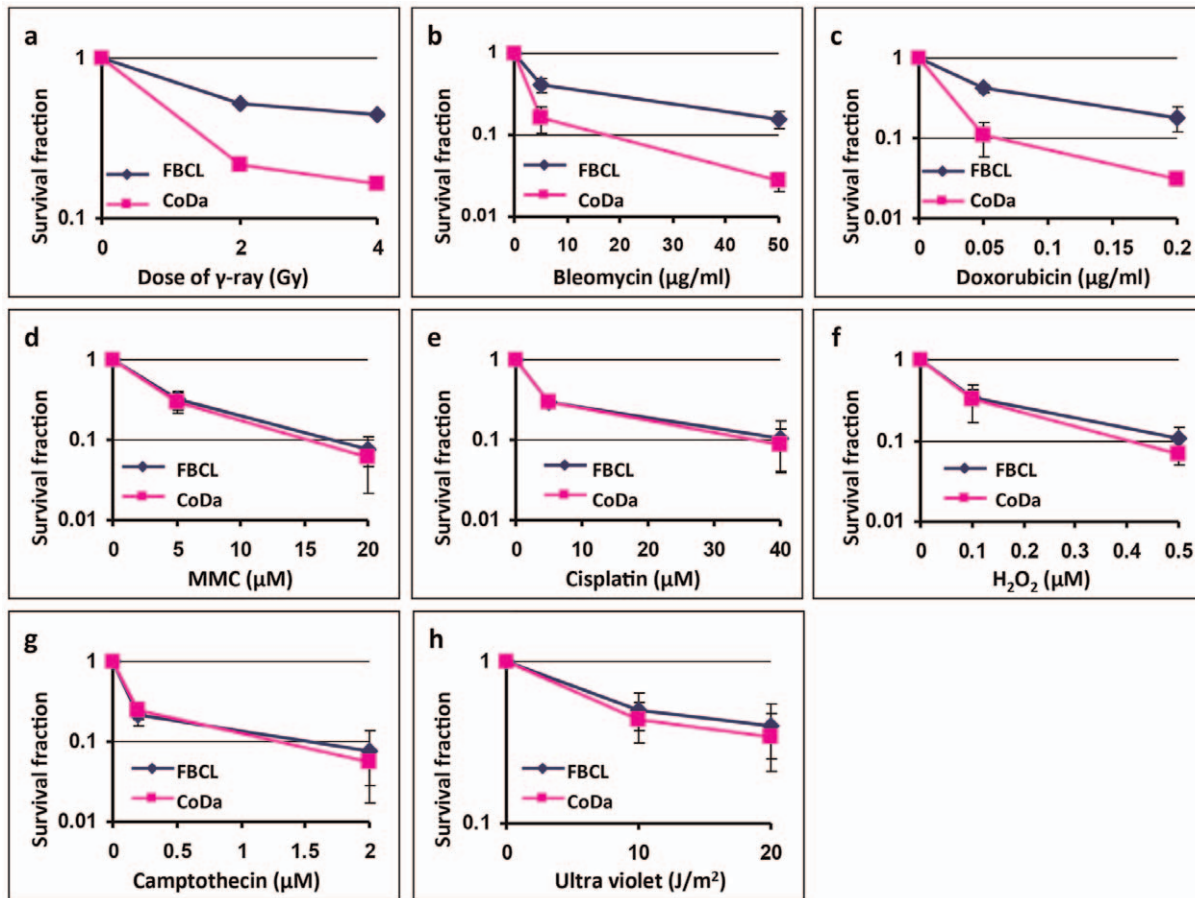 a
1
Survival fraction
FBCL
CoDa
0.1
0 2 4
Dose of γ-ray (Gy)
b
1
Survival fraction
0.1
FBCL
CoDa
0.01
0 10 20 30 40 50
Bleomycin (μg/ml)
c
1
Survival fraction
0.1
FBCL
CoDa
0.01
0 0.05 0.1 0.15 0.2
Doxorubicin (μg/ml)
d
1
Survival fraction
0.1
FBCL
CoDa
0.01
0 5 10 15 20
MMC (μM)
e
1
Survival fraction
0.1
FBCL
CoDa
0.01
0 10 20 30 40
Cisplatin (μM)
f
1
Survival fraction
0.1
FBCL
CoDa
0.01
0 0.1 0.2 0.3 0.4 0.5
H₂O₂ (μM)
g
1
Survival fraction
0.1
FBCL
CoDa
0.01
0 0.5 1 1.5 2
Camptothecin (μM)
h
1
Survival fraction
FBCL
CoDa
0.1
0 10 20
Ultra violet (J/m²)